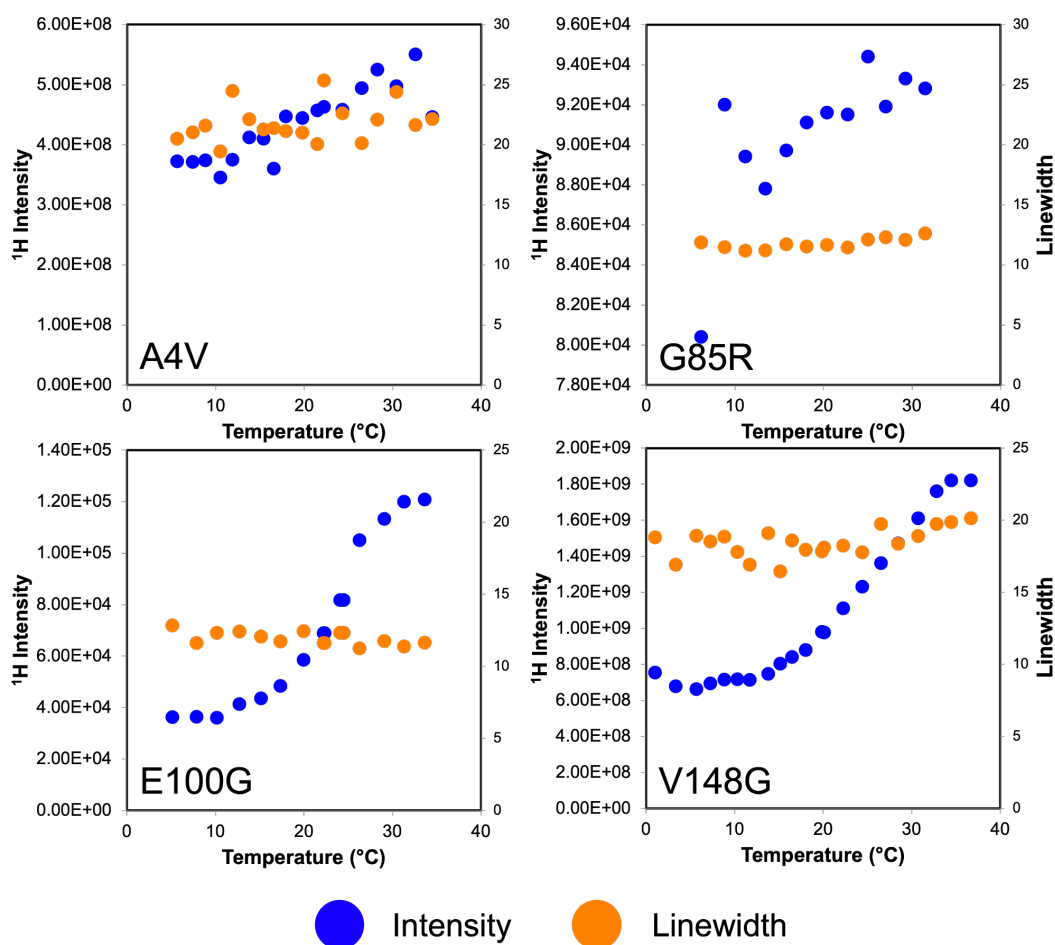 6.00E+08
5.00E+08
4.00E+08
3.00E+08
2.00E+08
1.00E+08
0.00E+00
¹H Intensity
30
25
20
15
10
5
0
A4V
0 10 20 30 40
Temperature (°C)
9.60E+04
9.40E+04
9.20E+04
9.00E+04
8.80E+04
8.60E+04
8.40E+04
8.20E+04
8.00E+04
7.80E+04
¹H Intensity
30
25
20
15
10
5
0
Linewidth
G85R
0 10 20 30 40
Temperature (°C)
1.40E+05
1.20E+05
1.00E+05
8.00E+04
6.00E+04
4.00E+04
2.00E+04
0.00E+00
¹H Intensity
25
20
15
10
5
0
E100G
0 10 20 30 40
Temperature (°C)
2.00E+09
1.80E+09
1.60E+09
1.40E+09
1.20E+09
1.00E+09
8.00E+08
6.00E+08
4.00E+08
2.00E+08
0.00E+00
¹H Intensity
25
20
15
10
5
0
Linewidth
V148G
0 10 20 30 40
Temperature (°C)
Intensity Linewidth